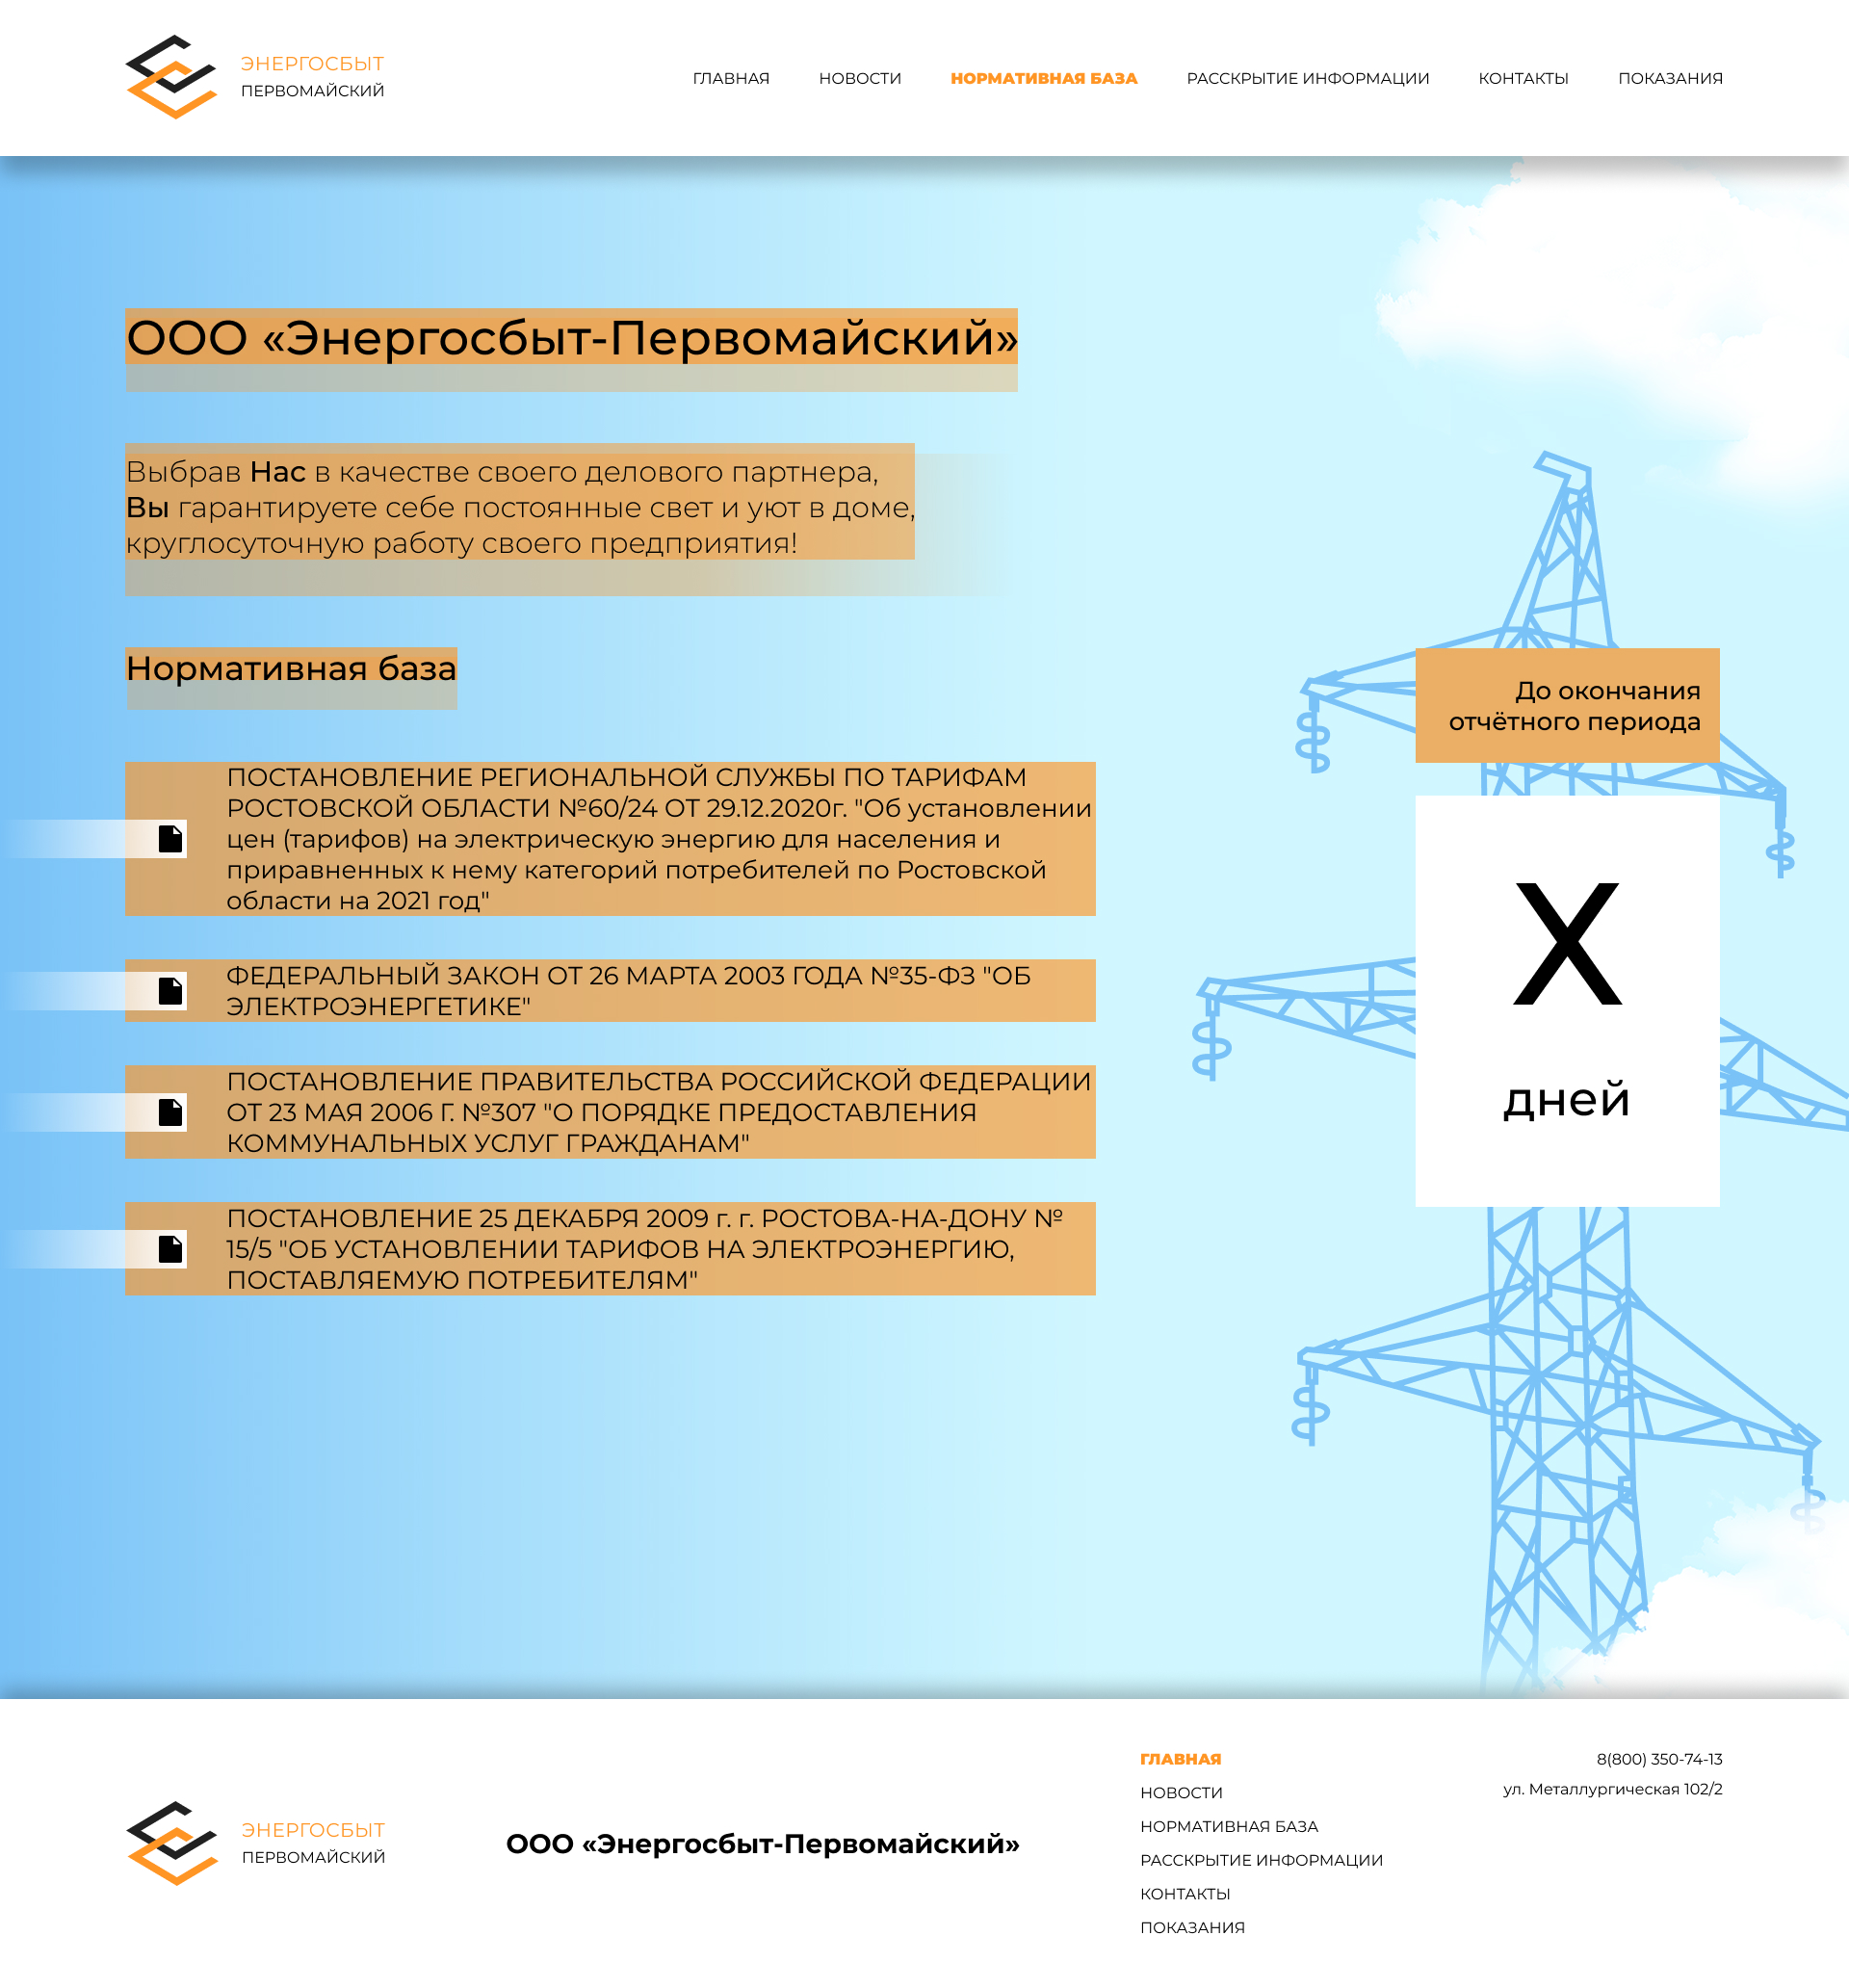 ЭНЕРГОСБЫТ
ПЕРВОМАЙСКИЙ
ГЛАВНАЯ
НОВОСТИ
НОРМАТИВНАЯ БАЗА
РАССКРЫТИЕ ИНФОРМАЦИИ
КОНТАКТЫ
ПОКАЗАНИЯ
ООО «Энергосбыт-Первомайский»
Выбрав Нас в качестве своего делового партнера,
Вы гарантируете себе постоянные свет и уют в доме,
круглосуточную работу своего предприятия!
Нормативная база
ПОСТАНОВЛЕНИЕ РЕГИОНАЛЬНОЙ СЛУЖБЫ ПО ТАРИФАМ
РОСТОВСКОЙ ОБЛАСТИ №60/24 ОТ 29.12.2020г. "Об установлении
цен (тарифов) на электрическую энергию для населения и
приравненных к нему категорий потребителей по Ростовской
области на 2021 год"
ФЕДЕРАЛЬНЫЙ ЗАКОН ОТ 26 МАРТА 2003 ГОДА №35-ФЗ "ОБ
ЭЛЕКТРОЭНЕРГЕТИКЕ"
ПОСТАНОВЛЕНИЕ ПРАВИТЕЛЬСТВА РОССИЙСКОЙ ФЕДЕРАЦИИ
ОТ 23 МАЯ 2006 Г. №307 "О ПОРЯДКЕ ПРЕДОСТАВЛЕНИЯ
КОММУНАЛЬНЫХ УСЛУГ ГРАЖДАНАМ"
ПОСТАНОВЛЕНИЕ 25 ДЕКАБРЯ 2009 г. г. РОСТОВА-НА-ДОНУ №
15/5 "ОБ УСТАНОВЛЕНИИ ТАРИФОВ НА ЭЛЕКТРОЭНЕРГИЮ,
ПОСТАВЛЯЕМУЮ ПОТРЕБИТЕЛЯМ"
До окончания
отчётного периода
X
дней
ЭНЕРГОСБЫТ
ПЕРВОМАЙСКИЙ
ООО «Энергосбыт-Первомайский»
ГЛАВНАЯ
НОВОСТИ
НОРМАТИВНАЯ БАЗА
РАССКРЫТИЕ ИНФОРМАЦИИ
КОНТАКТЫ
ПОКАЗАНИЯ
8(800) 350-74-13
ул. Металлургическая 102/2